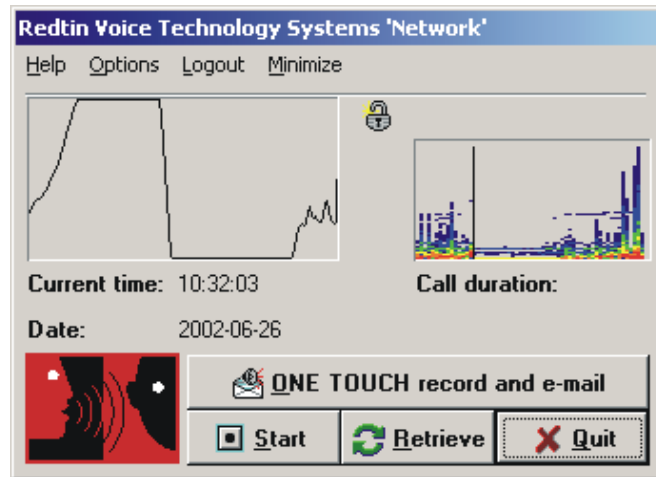 Redtin Voice Technology Systems 'Network'
Help Options Logout Minimize
Current time: 10:32:03 Call duration:
Date: 2002-06-26
ONE TOUCH record and e-mail
Start Retrieve Quit